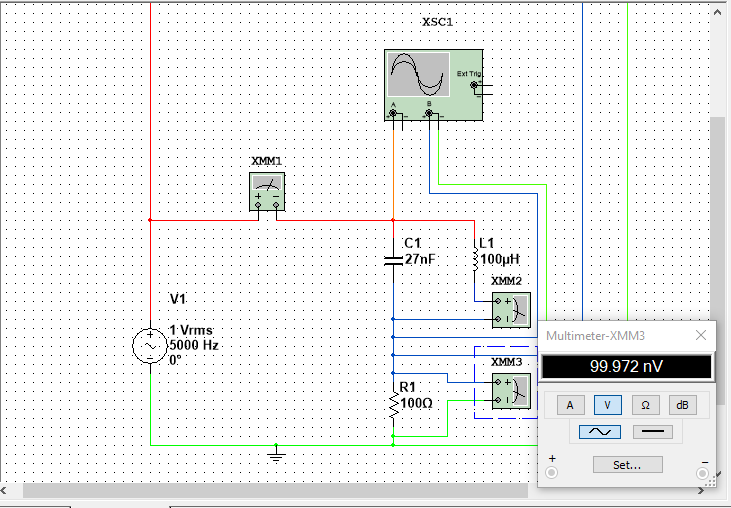 XSC1
Ext Trig
+
-
A
B
+ - + -
XMM1
+ -
C1
27nF
L1
100µH
XMM2
V1
1 Vrms
5000 Hz
0°
XMM3
R1
100Ω
Multimeter-XMM3
99.972 nV
A
V
Ω
dB
+
Set...
-